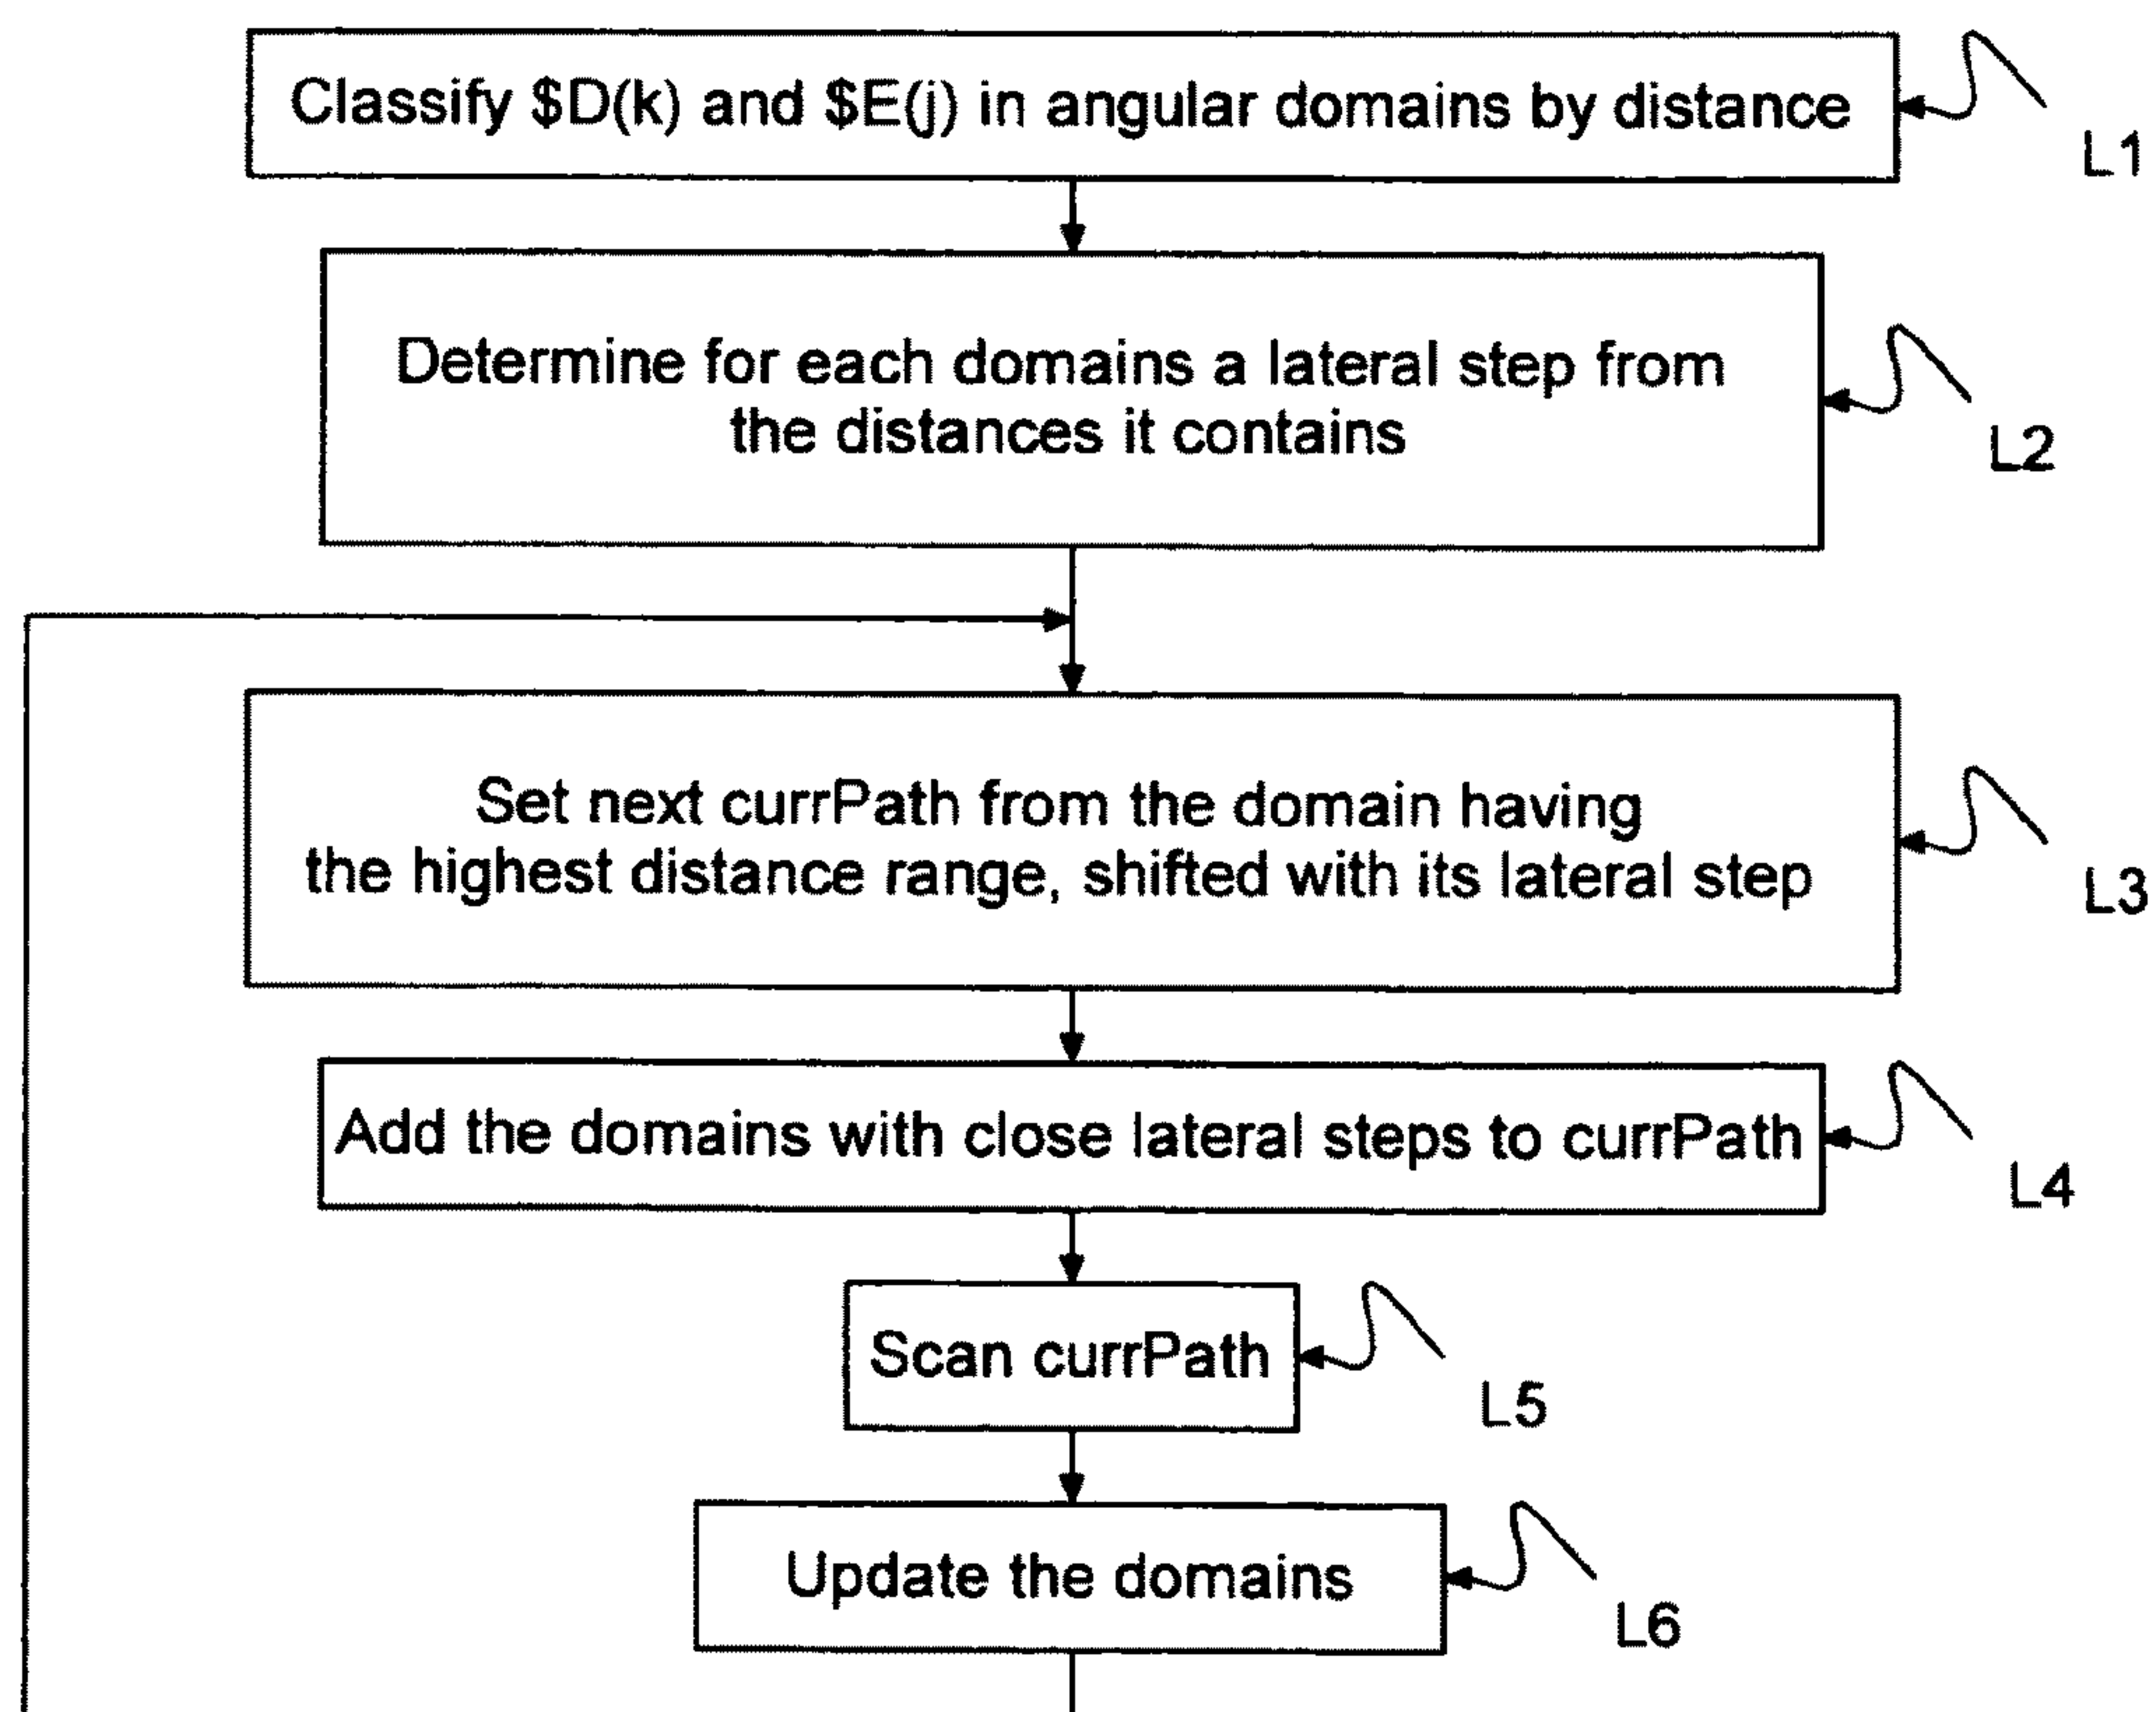 Classify $D(k) and $E(j) in angular domains by distance
L1
Determine for each domains a lateral step from
the distances it contains
L2
Set next currPath from the domain having
the highest distance range, shifted with its lateral step
L3
Add the domains with close lateral steps to currPath
L4
Scan currPath
L5
Update the domains
L6